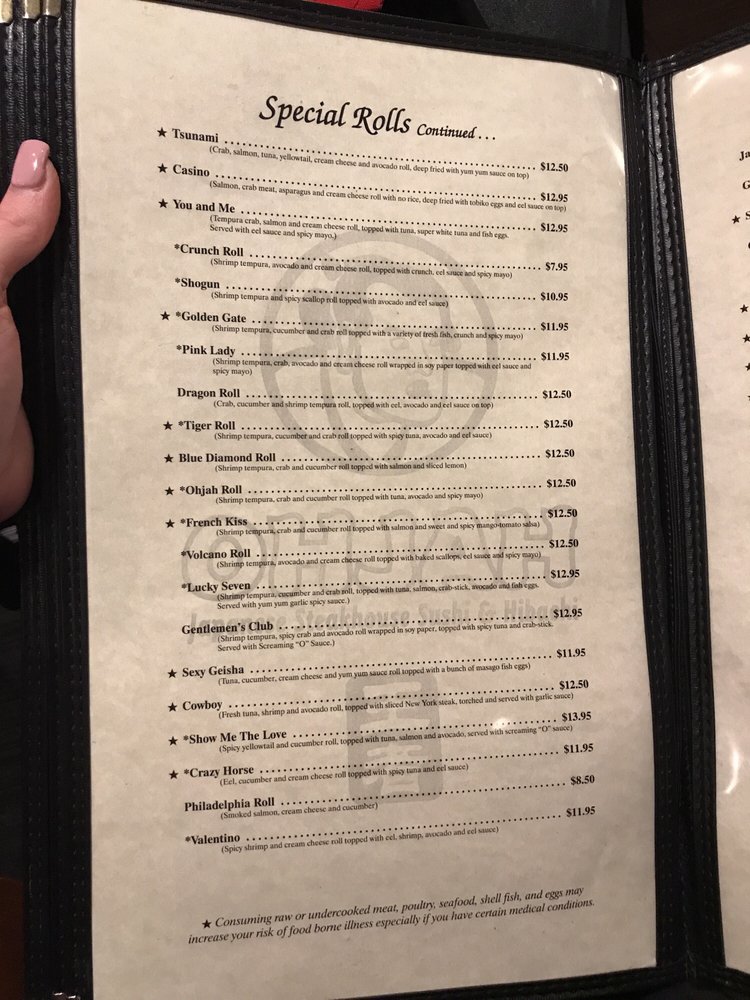 Special Rolls Continued . . .
★ Tsunami ........ $12.50
(Crab, salmon, tuna, yellowtail, cream cheese and avocado roll, deep fried with yum yum sauce on top)
★ Casino ........ $12.95
(Salmon, crab meat, asparagus and cream cheese roll with no rice, deep fried with tobiko eggs and eel sauce on top)
★ You and Me ........ $12.95
(Tempura crab, salmon and cream cheese roll, topped with tuna, super white tuna and fish eggs.
Served with eel sauce and spicy mayo.)
*Crunch Roll ........ $7.95
(Shrimp tempura, avocado and cream cheese roll, topped with crunch, eel sauce and spicy mayo)
*Shogun ........ $10.95
(Shrimp tempura and spicy scallop roll topped with avocado and eel sauce)
★ *Golden Gate ........ $11.95
(Shrimp tempura, cucumber and crab roll topped with a variety of fresh fish, crunch and spicy mayo)
*Pink Lady ........ $11.95
(Shrimp tempura, crab, avocado and cream cheese roll wrapped in soy paper topped with eel sauce and
spicy mayo)
Dragon Roll ........ $12.50
(Crab, cucumber and shrimp tempura roll, topped with eel, avocado and eel sauce on top)
★ *Tiger Roll ........ $12.50
(Shrimp tempura, cucumber and crab roll topped with spicy tuna, avocado and eel sauce)
★ Blue Diamond Roll ........ $12.50
(Shrimp tempura, crab and cucumber roll topped with salmon and sliced lemon)
★ *Ohjah Roll ........ $12.50
(Shrimp tempura, crab and cucumber roll topped with tuna, avocado and spicy mayo)
★ *French Kiss ........ $12.50
(Shrimp tempura, crab and cucumber roll topped with salmon and sweet and spicy mango-tomato salsa)
*Volcano Roll ........ $12.50
(Shrimp tempura, avocado and cream cheese roll topped with baked scallops, eel sauce and spicy mayo)
*Lucky Seven ........ $12.95
(Shrimp tempura, cucumber and crab roll, topped with tuna, salmon, crab-stick, avocado and fish eggs.
Served with yum yum garlic spicy sauce.)
Japanese Steakhouse Sushi & Hibachi
Gentlemen's Club ........ $12.95
(Shrimp tempura, spicy crab and avocado roll wrapped in soy paper, topped with spicy tuna and crab-stick.
Served with Screaming "O" Sauce.)
★ Sexy Geisha ........ $11.95
(Tuna, cucumber, cream cheese and yum yum sauce roll topped with a bunch of masago fish eggs)
★ Cowboy ........ $12.50
(Fresh tuna, shrimp and avocado roll, topped with sliced New York steak, torched and served with garlic sauce)
★ *Show Me The Love ........ $13.95
(Spicy yellowtail and cucumber roll, topped with tuna, salmon and avocado, served with screaming "O" sauce)
★ *Crazy Horse ........ $11.95
(Eel, cucumber and cream cheese roll topped with spicy tuna and eel sauce)
Philadelphia Roll ........ $8.50
(Smoked salmon, cream cheese and cucumber)
*Valentino ........ $11.95
(Spicy shrimp and cream cheese roll topped with eel, shrimp, avocado and eel sauce)
★ Consuming raw or undercooked meat, poultry, seafood, shell fish, and eggs may
increase your risk of food borne illness especially if you have certain medical conditions.